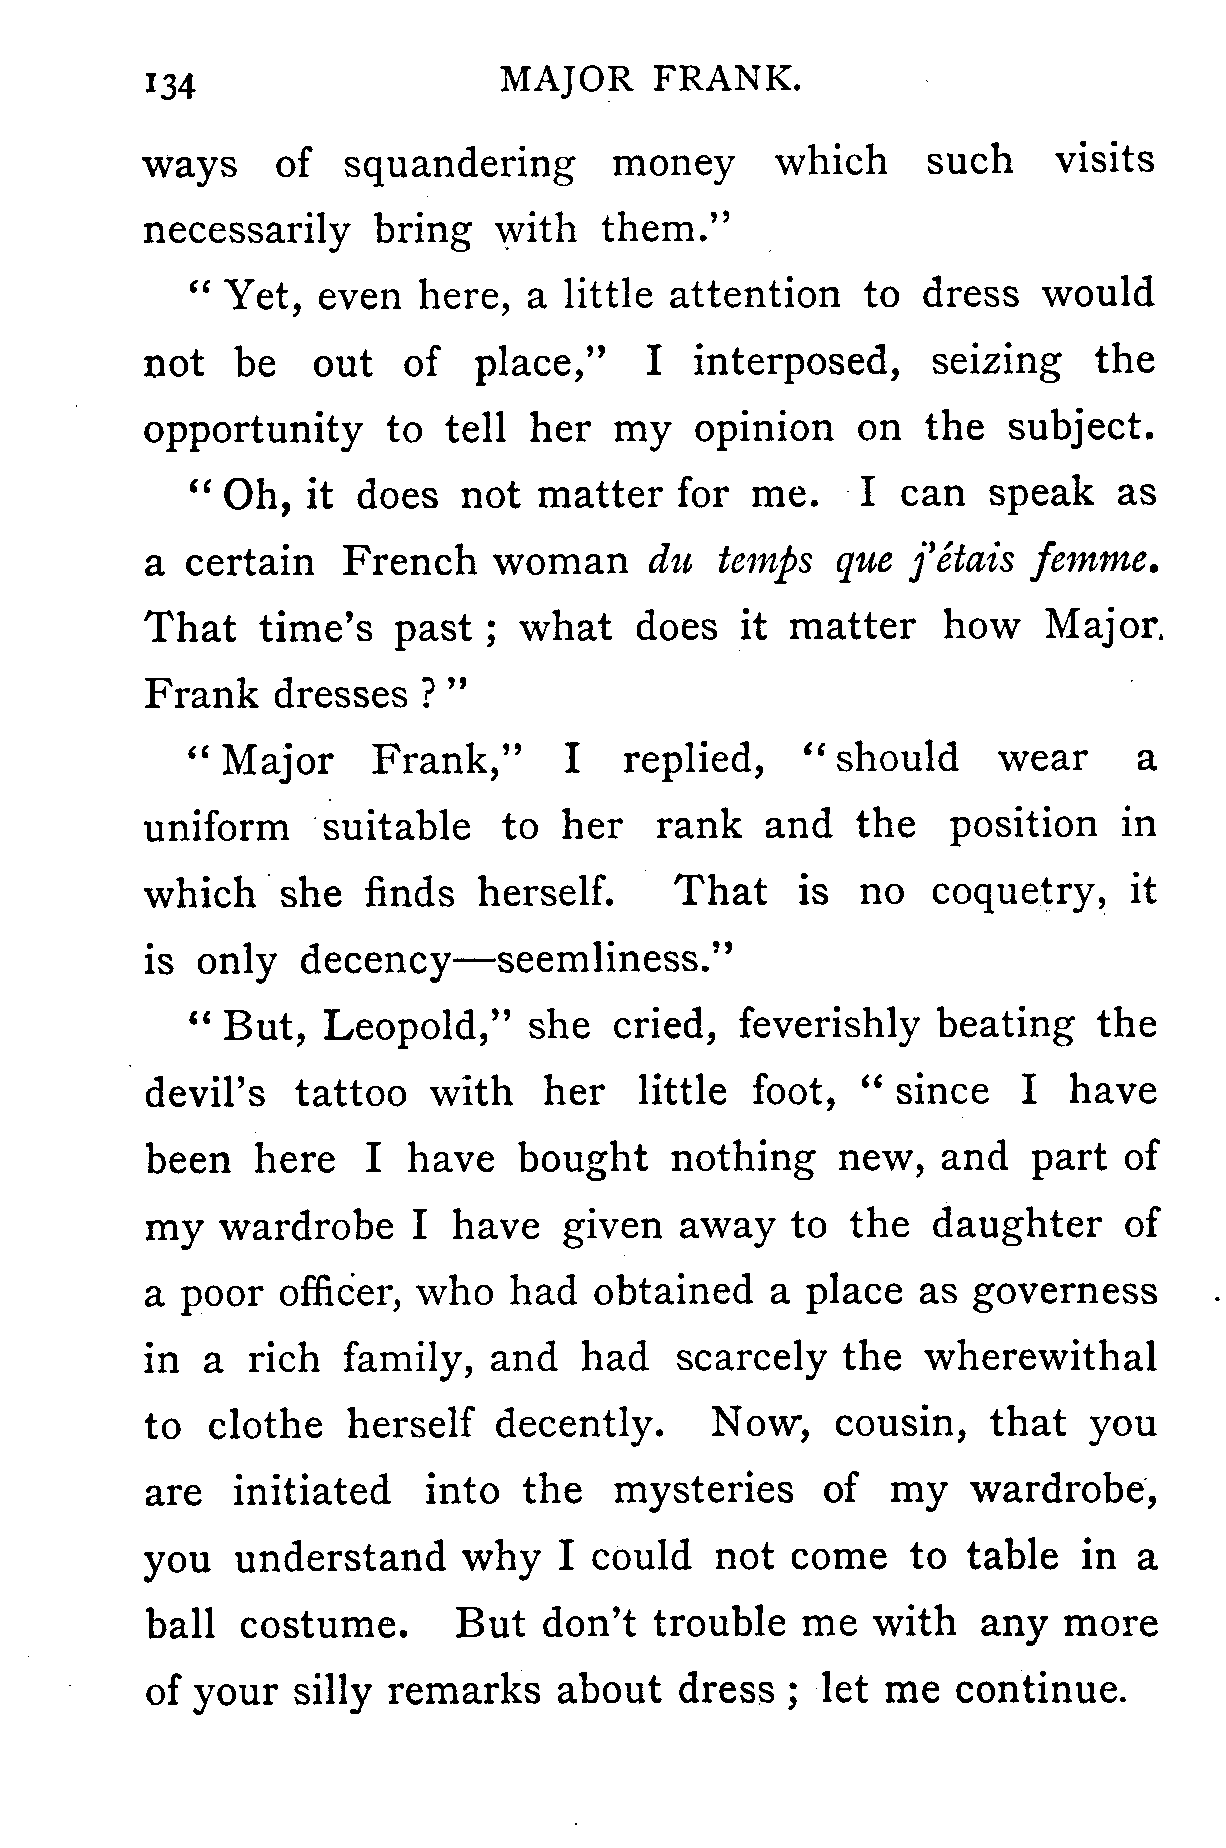 134 MAJOR FRANK.
ways of squandering money which such visits
necessarily bring with them."
" Yet, even here, a little attention to dress would
not be out of place," I interposed, seizing the
opportunity to tell her my opinion on the subject.
" Oh, it does not matter for me. I can speak as
a certain French woman du temps que j'étais femme.
That time's past ; what does it matter how Major.
Frank dresses ? "
" Major Frank," I replied, " should wear a
uniform suitable to her rank and the position in
which she finds herself. That is no coquetry, it
is only decency—seemliness."
" But, Leopold," she cried, feverishly beating the
devil's tattoo with her little foot, " since I have
been here I have bought nothing new, and part of
my wardrobe I have given away to the daughter of
a poor officer, who had obtained a place as governess
in a rich family, and had scarcely the wherewithal
to clothe herself decently. Now, cousin, that you
are initiated into the mysteries of my wardrobe,
you understand why I could not come to table in a
ball costume. But don't trouble me with any more
of your silly remarks about dress ; let me continue.